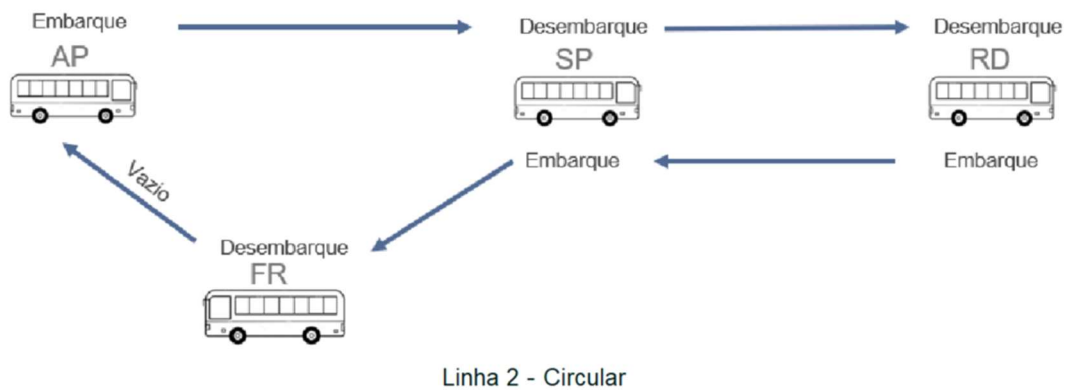 Embarque
AP
Desembarque
SP
Desembarque
RD
Embarque
Embarque
Vazio
Desembarque
FR
Linha 2 - Circular